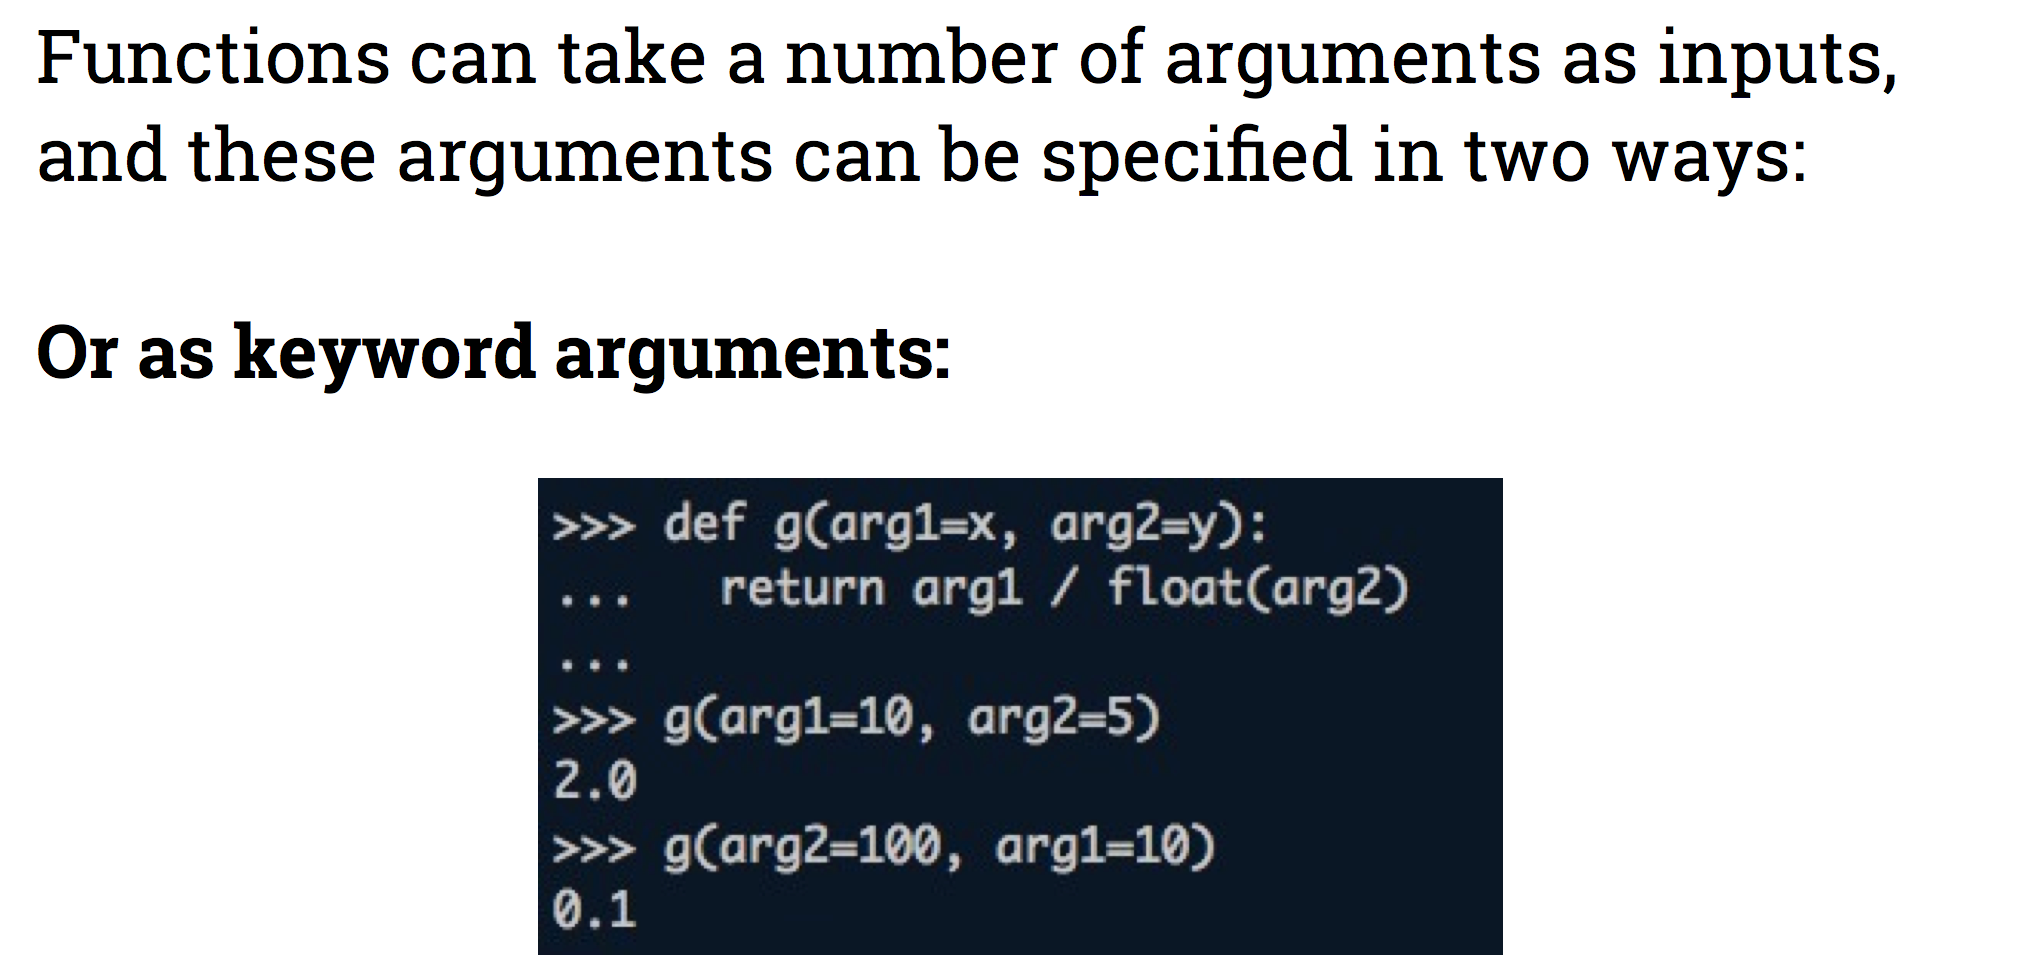 Functions can take a number of arguments as inputs,
and these arguments can be specified in two ways:
Or as keyword arguments:
>>> def g(arg1=x, arg2=y):
...   return arg1 / float(arg2)
...
>>> g(arg1=10, arg2=5)
2.0
>>> g(arg2=100, arg1=10)
0.1